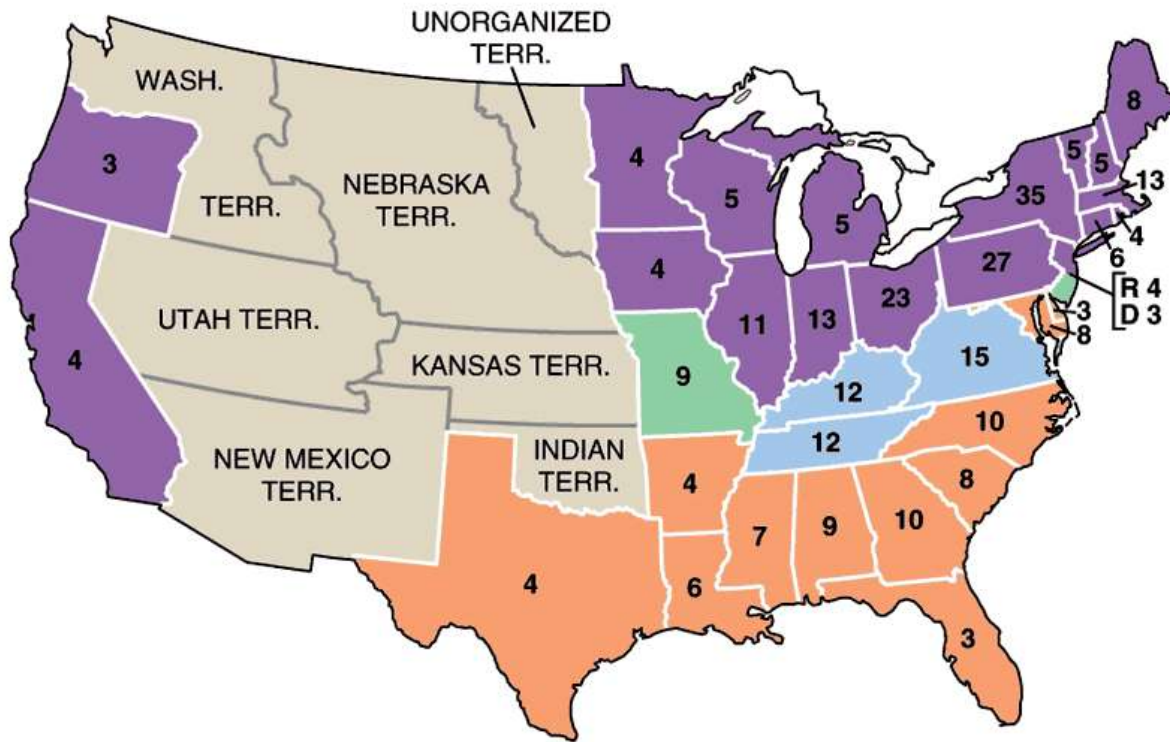 UNORGANIZED
TERR.
WASH.
TERR.
3
NEBRASKA
TERR.
4
5
5
8
5
5
13
35
4
6
27
R 4
D 3
3
8
4
UTAH TERR.
4
11
13
23
KANSAS TERR.
9
12
15
NEW MEXICO
TERR.
INDIAN
TERR.
12
10
4
8
4
6
7
9
10
3